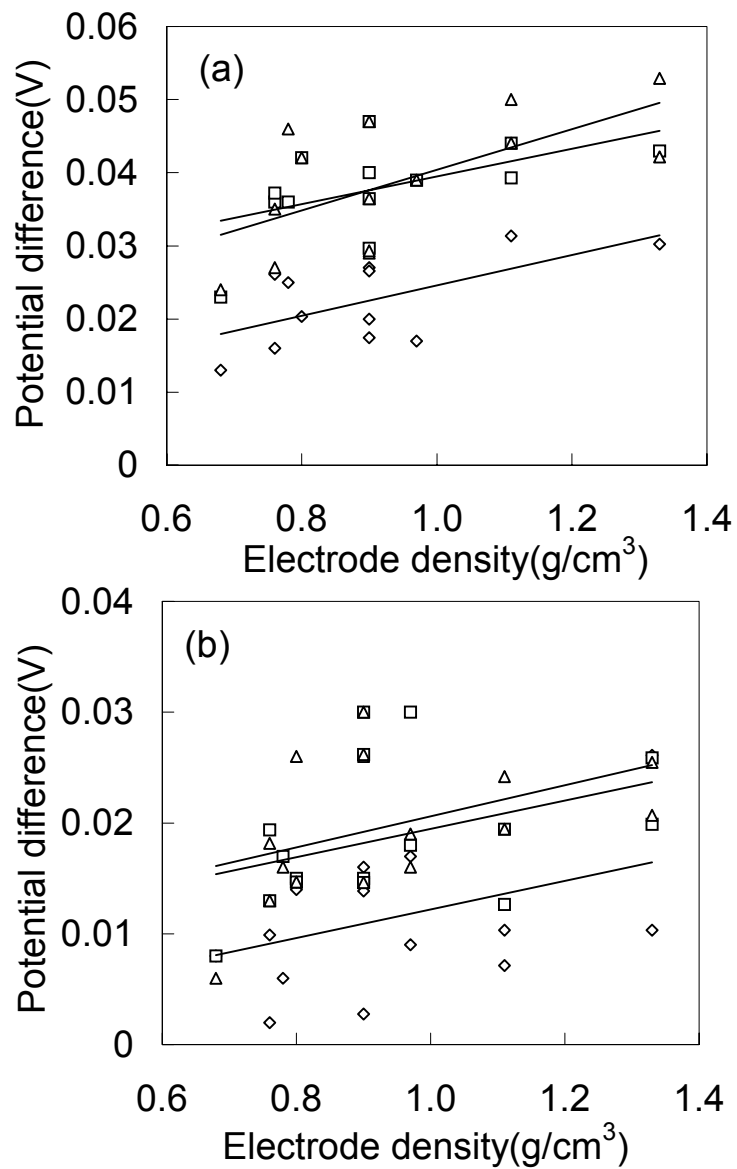 (a)
Potential difference(V)
0.06
0.05
0.04
0.03
0.02
0.01
0
0.6 0.8 1.0 1.2 1.4
Electrode density(g/cm³)
(b)
Potential difference(V)
0.04
0.03
0.02
0.01
0
0.6 0.8 1.0 1.2 1.4
Electrode density(g/cm³)